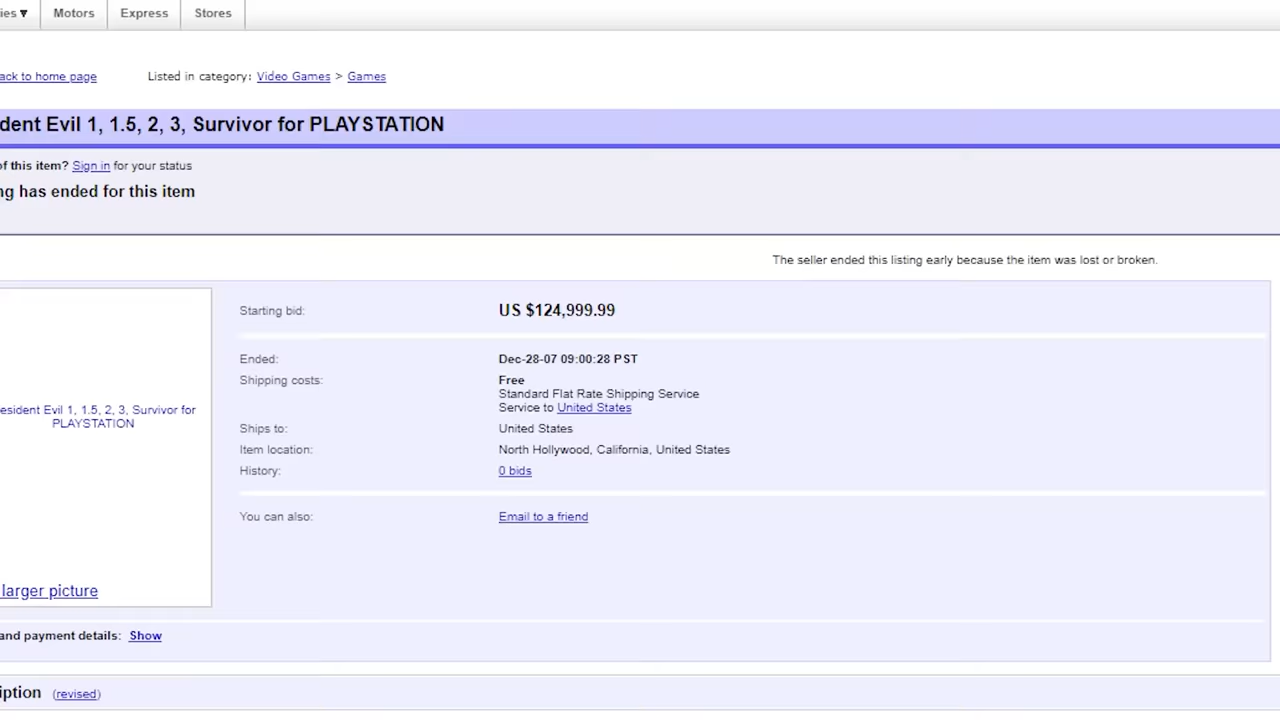 ies ▾ Motors Express Stores
ack to home page Listed in category: Video Games > Games
dent Evil 1, 1.5, 2, 3, Survivor for PLAYSTATION
of this item? Sign in for your status
ng has ended for this item
The seller ended this listing early because the item was lost or broken.
Starting bid: US $124,999.99
Ended: Dec-28-07 09:00:28 PST
Shipping costs: Free
Standard Flat Rate Shipping Service
Service to United States
Ships to: United States
Item location: North Hollywood, California, United States
History: 0 bids
You can also: Email to a friend
esident Evil 1, 1.5, 2, 3, Survivor for
PLAYSTATION
larger picture
and payment details: Show
iption (revised)